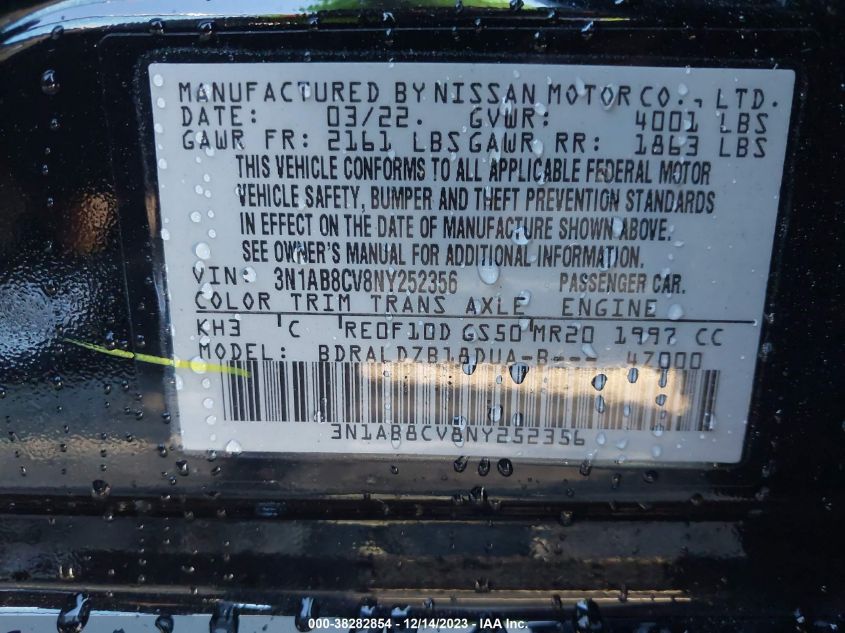 MANUFACTURED BY NISSAN MOTOR CO., LTD.
DATE: 03/22. GVWR: 4001 LBS
GAWR FR: 2161 LBS GAWR RR: 1863 LBS
THIS VEHICLE CONFORMS TO ALL APPLICABLE FEDERAL MOTOR
VEHICLE SAFETY, BUMPER AND THEFT PREVENTION STANDARDS
IN EFFECT ON THE DATE OF MANUFACTURE SHOWN ABOVE.
SEE OWNER'S MANUAL FOR ADDITIONAL INFORMATION.
VIN: 3N1AB8CV8NY252356 PASSENGER CAR.
COLOR TRIM TRANS AXLE ENGINE
KH3 C RE0F10D GS50 MR20 1997 CC
MODEL: BDRALDZB18DUA-B--- 47000
3N1AB8CV8NY252356
000-38282854 - 12/14/2023 - IAA Inc.